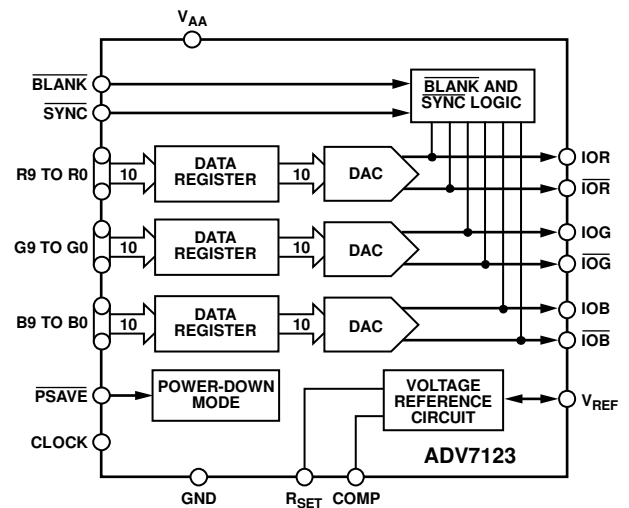 VAA
BLANK
SYNC
BLANK AND
SYNC LOGIC
R9 TO R0
10
DATA
REGISTER
10
DAC
IOR
IOR
G9 TO G0
10
DATA
REGISTER
10
DAC
IOG
IOG
B9 TO B0
10
DATA
REGISTER
10
DAC
IOB
IOB
PSAVE
POWER-DOWN
MODE
VOLTAGE
REFERENCE
CIRCUIT
VREF
CLOCK
ADV7123
GND
RSET
COMP